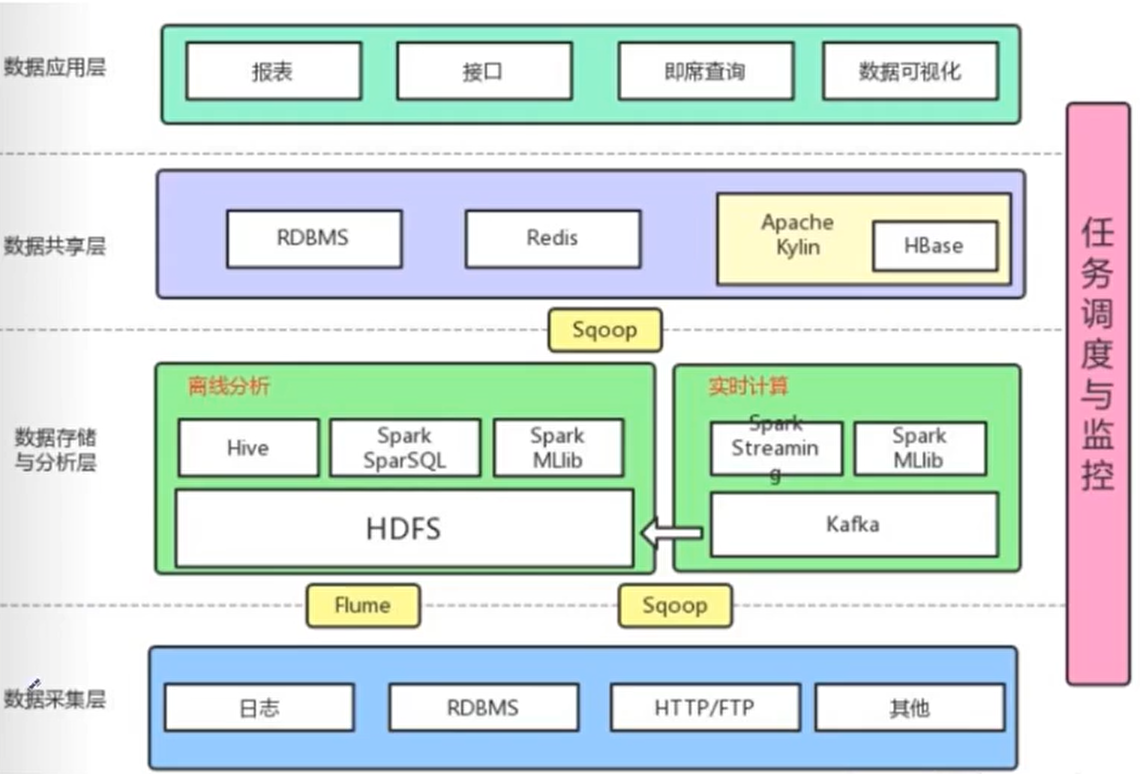 数据应用层
报表
接口
即席查询
数据可视化
数据共享层
RDBMS
Redis
Apache
Kylin
HBase
Sqoop
数据存储
与分析层
离线分析
Hive
Spark
SparSQL
Spark
MLlib
HDFS
实时计算
Spark
Streamin
g
Spark
MLlib
Kafka
Flume
Sqoop
数据采集层
日志
RDBMS
HTTP/FTP
其他
任务调度与监控